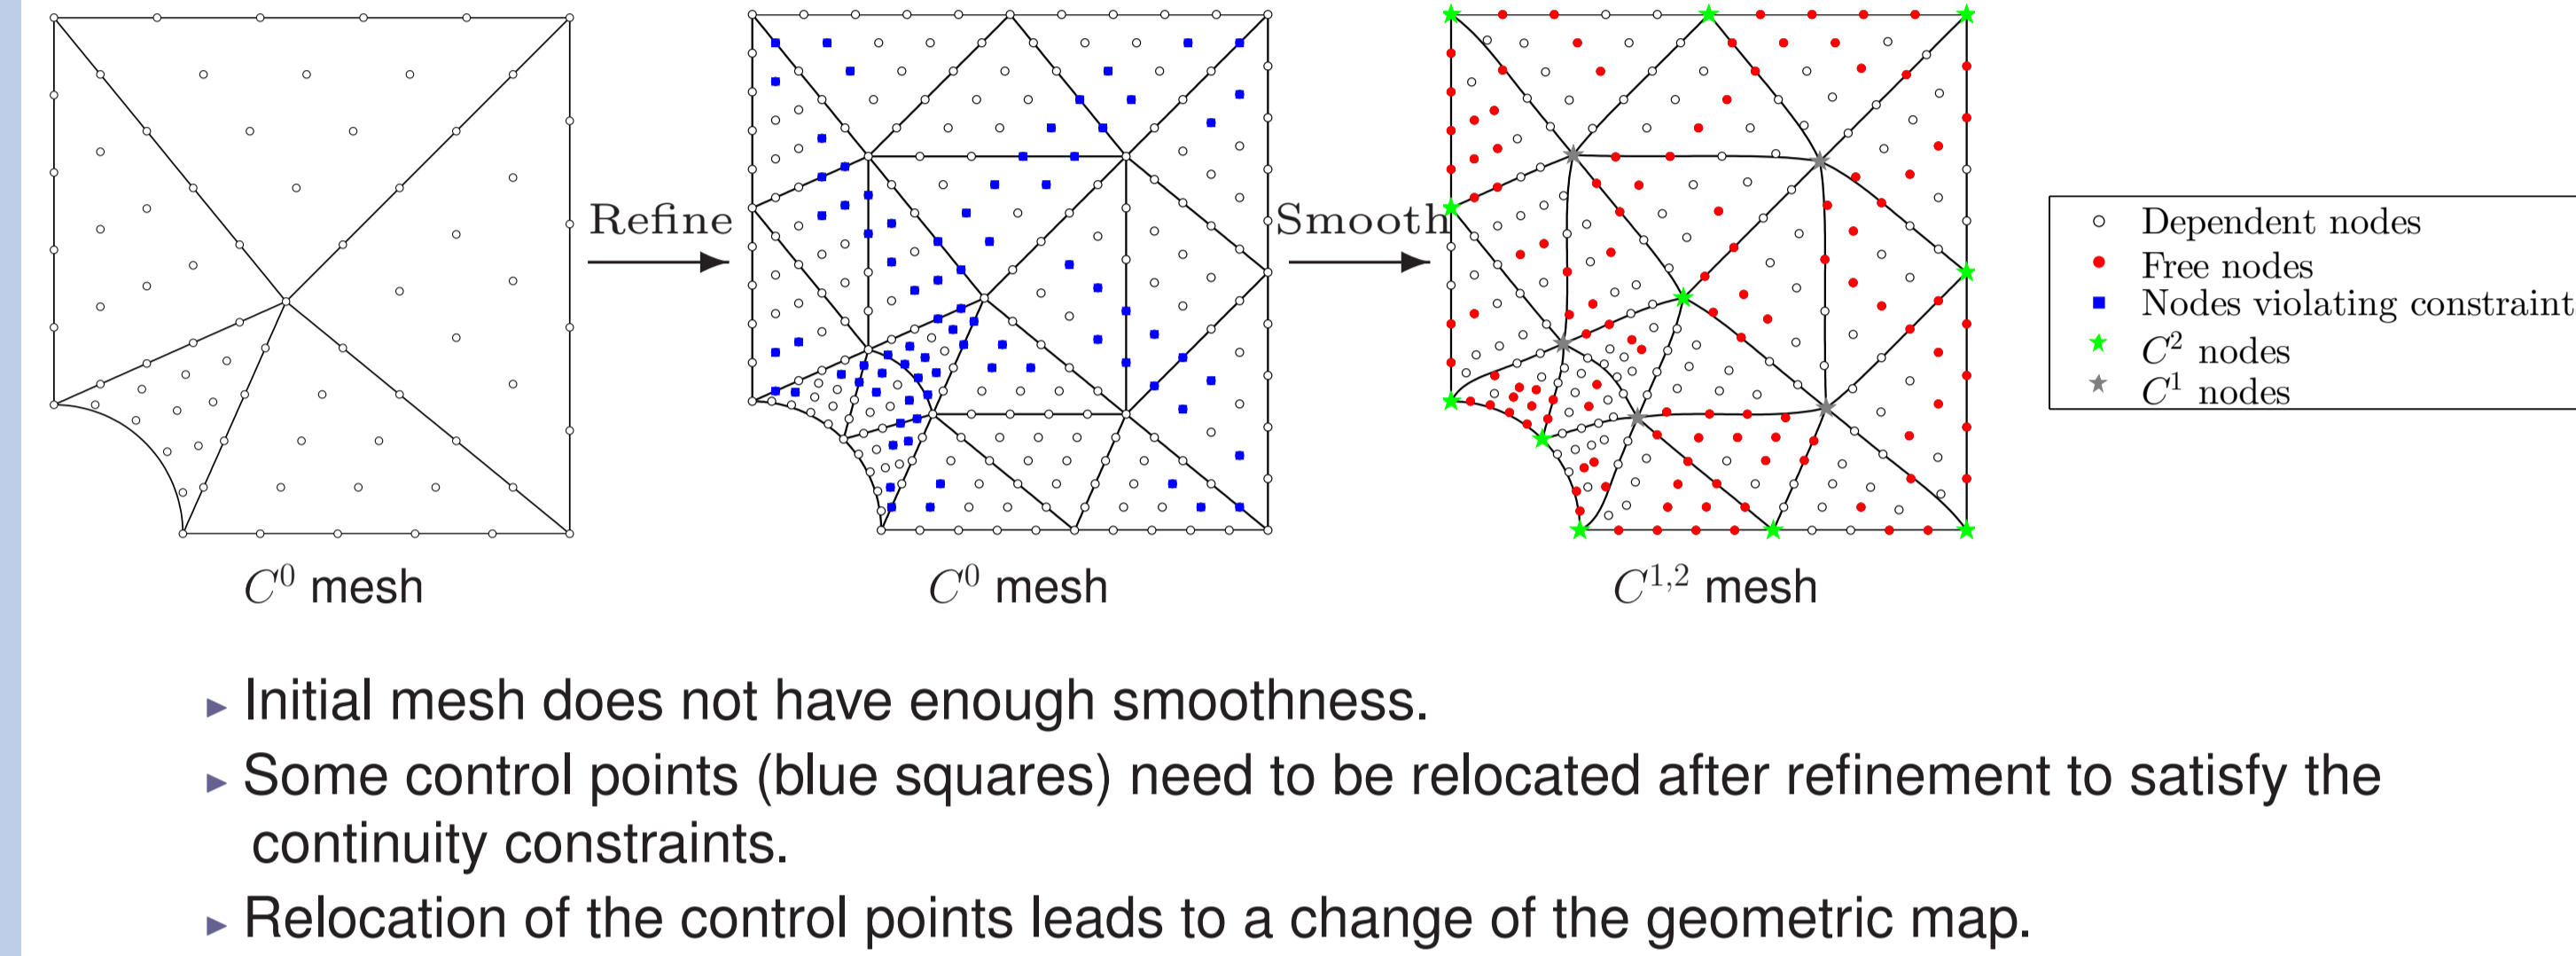 Refine
Smooth
Dependent nodes
Free nodes
Nodes violating constraint
C² nodes
C¹ nodes
C⁰ mesh
C⁰ mesh
C¹,² mesh
▶ Initial mesh does not have enough smoothness.
▶ Some control points (blue squares) need to be relocated after refinement to satisfy the
continuity constraints.
▶ Relocation of the control points leads to a change of the geometric map.